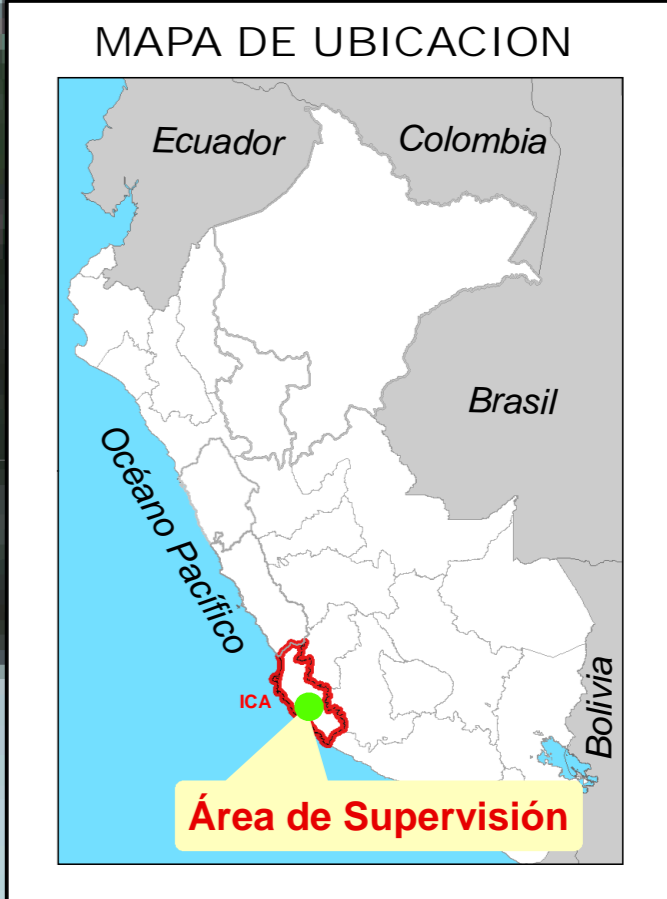 MAPA DE UBICACION
Ecuador
Colombia
Brasil
Océano Pacífico
Bolivia
ICA
Área de Supervisión